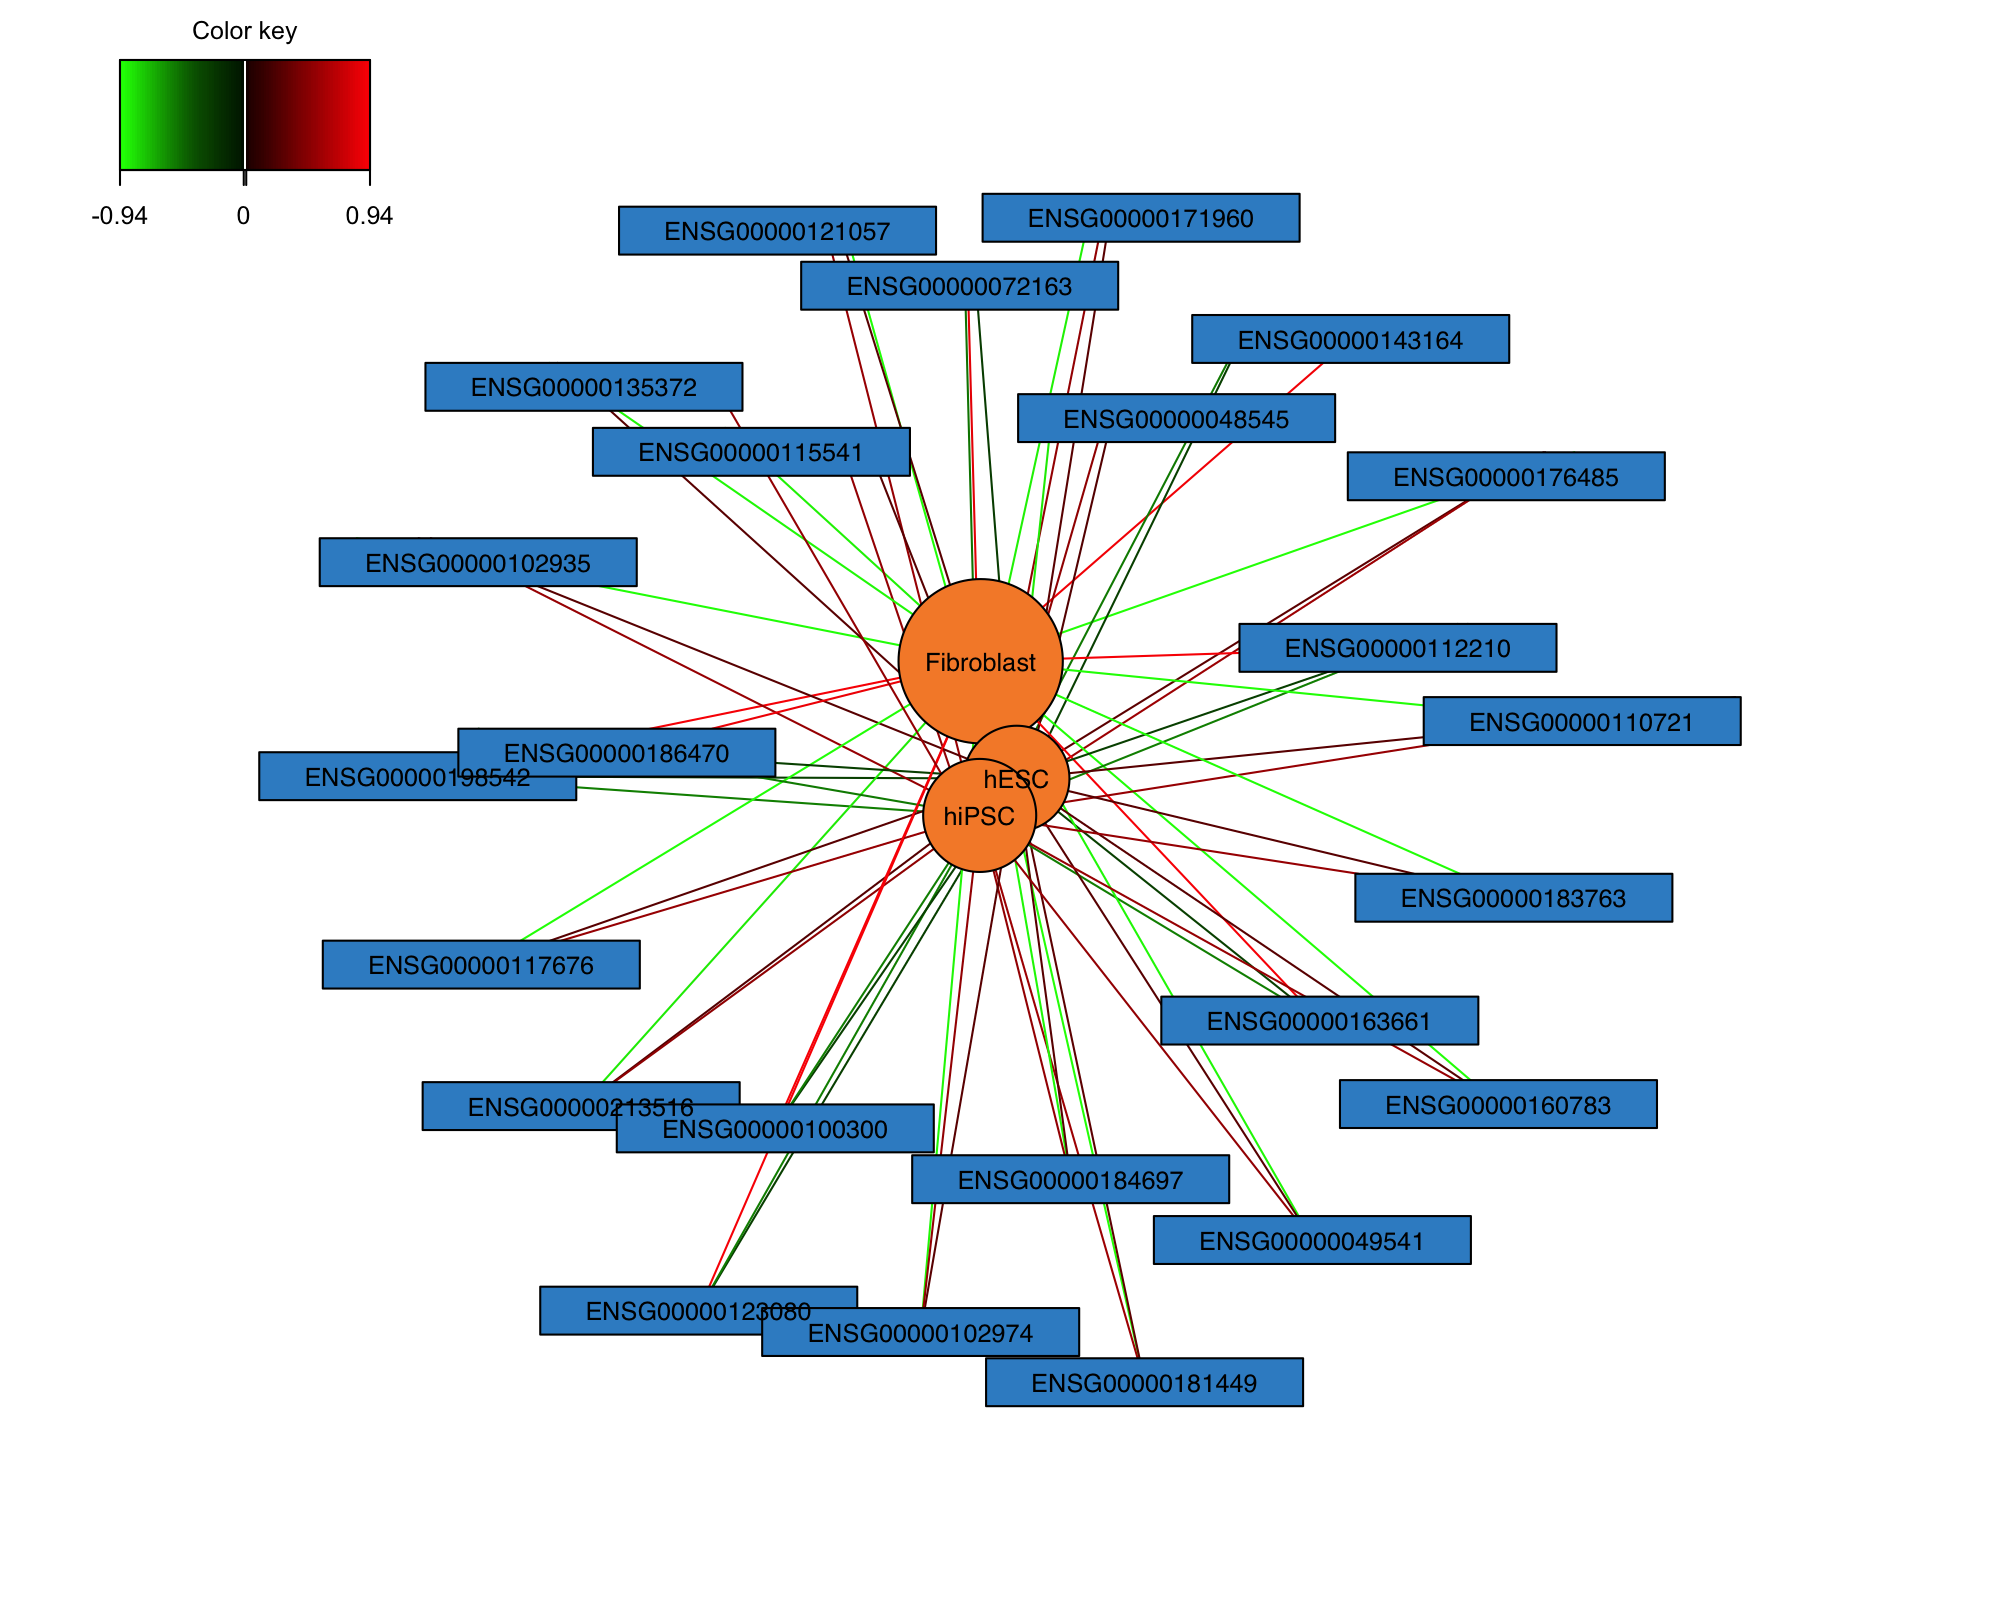 Color key
-0.94 0 0.94
ENSG00000171960
ENSG00000121057
ENSG00000072163
ENSG00000143164
ENSG00000135372
ENSG00000048545
ENSG00000115541
ENSG00000176485
ENSG00000102935
ENSG00000112210
Fibroblast
ENSG00000110721
ENSG00000186470
ENSG00000198542
hESC
hiPSC
ENSG00000183763
ENSG00000117676
ENSG00000163661
ENSG00000160783
ENSG00000213516
ENSG00000100300
ENSG00000184697
ENSG00000049541
ENSG00000123080
ENSG00000102974
ENSG00000181449